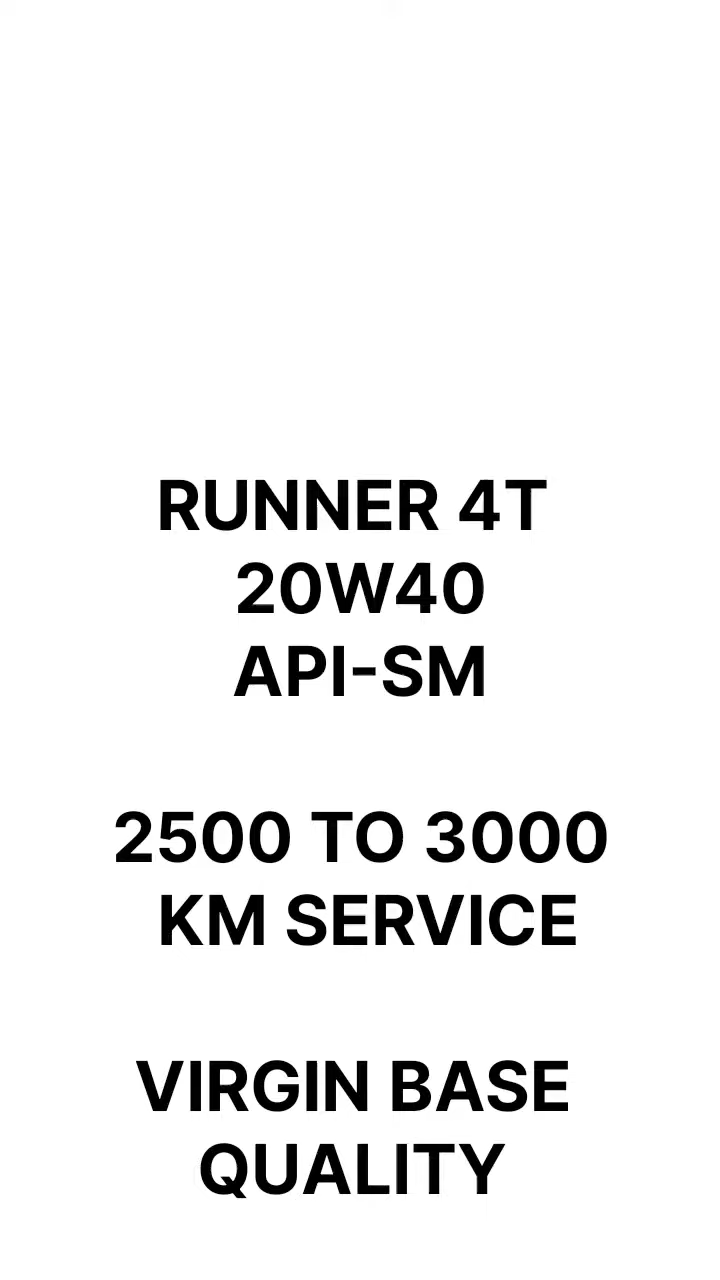 RUNNER 4T
20W40
API-SM
2500 TO 3000
KM SERVICE
VIRGIN BASE
QUALITY